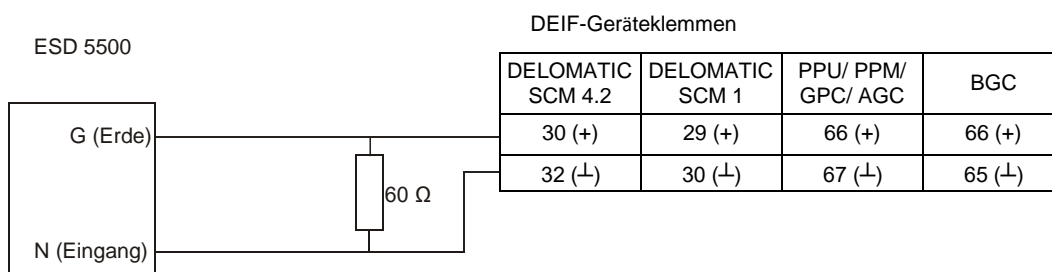 DEIF-Geräteklemmen
ESD 5500
DELOMATIC SCM 4.2
DELOMATIC SCM 1
PPU/ PPM/ GPC/ AGC
BGC
G (Erde)
30 (+)
29 (+)
66 (+)
66 (+)
32 (┴)
30 (┴)
67 (┴)
65 (┴)
60 Ω
N (Eingang)